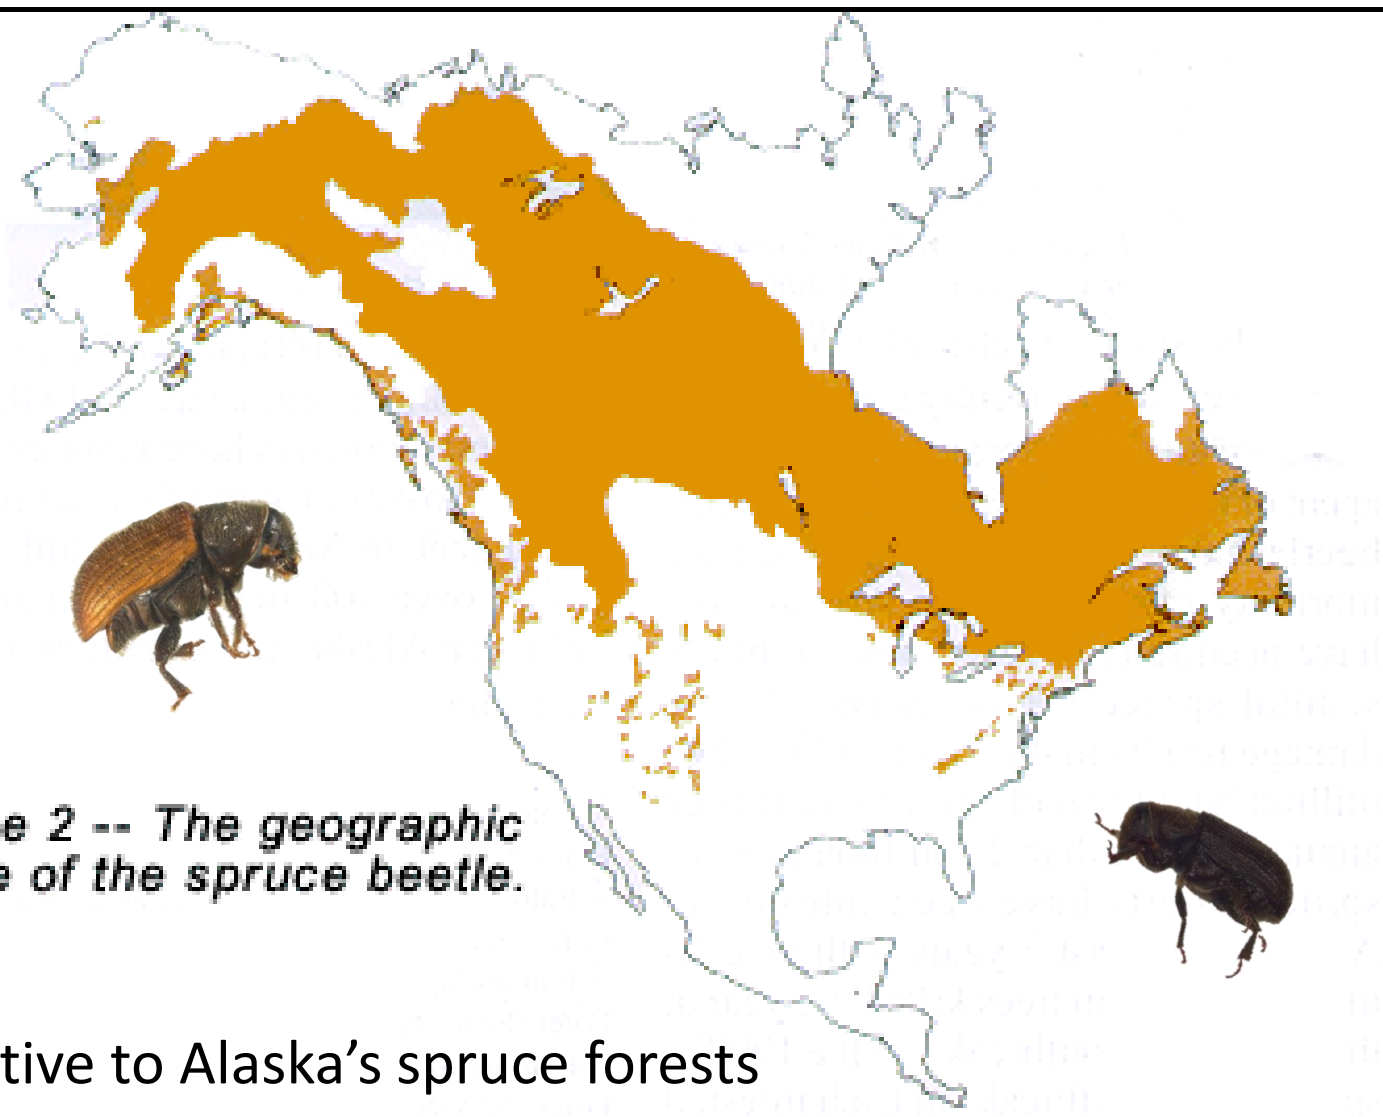 e 2 -- The geographic
e of the spruce beetle.
tive to Alaska’s spruce forests